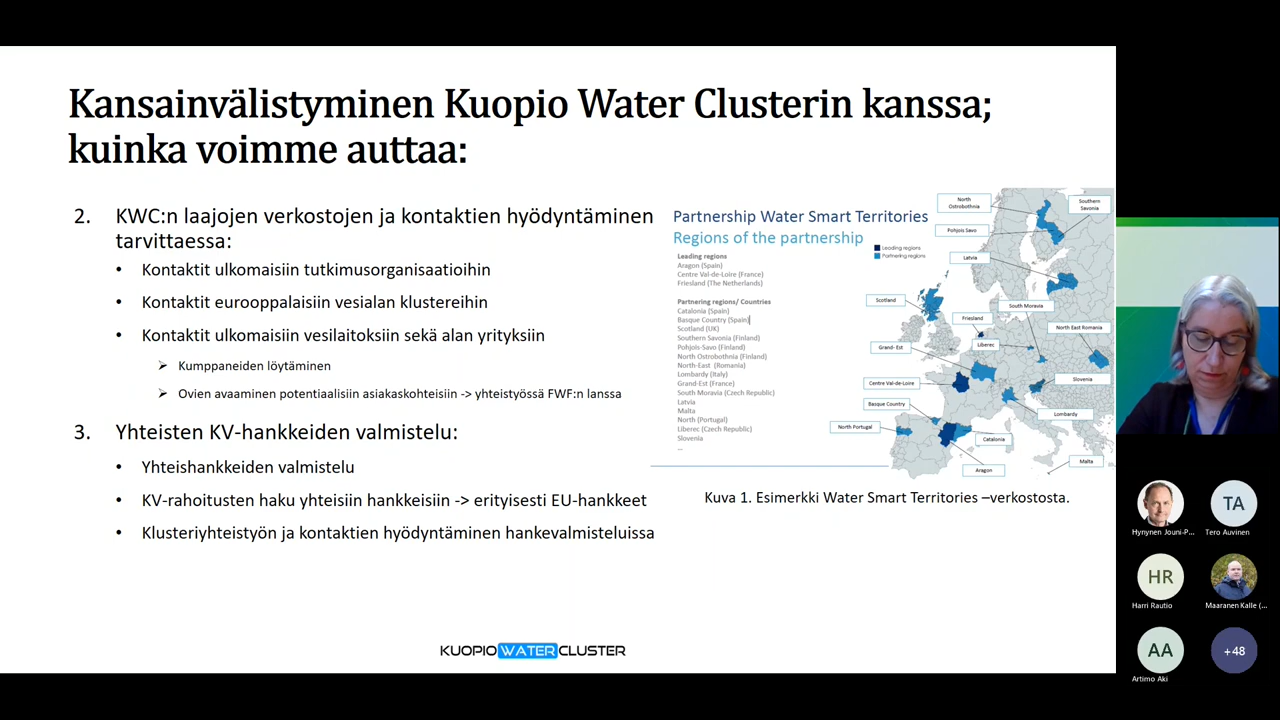 Kansainvälistyminen Kuopio Water Clusterin kanssa;
kuinka voimme auttaa:
2. KWC:n laajojen verkostojen ja kontaktien hyödyntäminen
tarvittaessa:
• Kontaktit ulkomaisiin tutkimusorganisaatioihin
• Kontaktit eurooppalaisiin vesialan klustereihin
• Kontaktit ulkomaisiin vesilaitoksiin sekä alan yrityksiin
➢ Kumppaneiden löytäminen
➢ Ovien avaaminen potentiaalisiin asiakaskohteisiin -> yhteistyössä FWF:n lanssa
3. Yhteisten KV-hankkeiden valmistelu:
• Yhteishankkeiden valmistelu
• KV-rahoitusten haku yhteisiin hankkeisiin -> erityisesti EU-hankkeet
• Klusteriyhteistyön ja kontaktien hyödyntäminen hankevalmisteluissa
Partnership Water Smart Territories
Regions of the partnership
Leading regions
Aragon (Spain)
Centre Val-de-Loire (France)
Friesland (The Netherlands)
Partnering regions/ Countries
Catalonia (Spain)
Basque Country (Spain)
Scotland (UK)
Southern Savonia (Finland)
Pohjois-Savo (Finland)
North Ostrobothnia (Finland)
North-East (Romania)
Lombardy (Italy)
Grand-Est (France)
South Moravia (Czech Republic)
Latvia
Malta
North (Portugal)
Liberec (Czech Republic)
Slovenia
...
Leading regions
Partnering regions
North
Ostrobothnia
Southern
Savonia
Pohjois Savo
Latvia
Scotland
South Moravia
Friesland
North East Romania
Liberec
Grand- Est
Slovenia
Centre Val-de-Loire
Basque Country
Lombardy
North Portugal
Catalonia
Malta
Aragon
Kuva 1. Esimerkki Water Smart Territories –verkostosta.
KUOPIO WATER CLUSTER
Hynynen Jouni-P...
TA
Tero Auvinen
HR
Harri Rautio
Maaranen Kalle (...
AA
Artimo Aki
+48